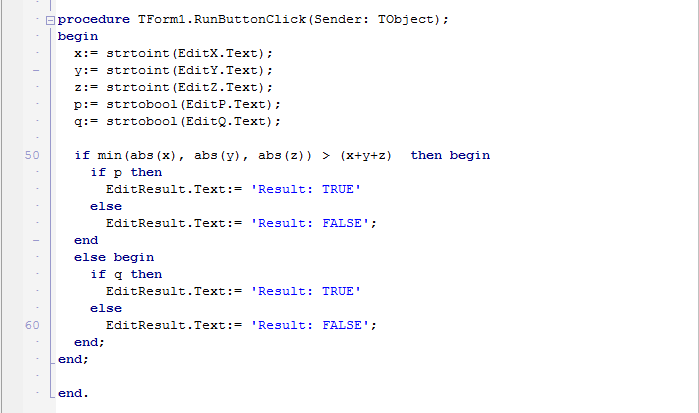 procedure TForm1.RunButtonClick(Sender: TObject);
begin
x:= strtoint(EditX.Text);
y:= strtoint(EditY.Text);
z:= strtoint(EditZ.Text);
p:= strtobool(EditP.Text);
q:= strtobool(EditQ.Text);
50 if min(abs(x), abs(y), abs(z)) > (x+y+z) then begin
if p then
EditResult.Text:= 'Result: TRUE'
else
EditResult.Text:= 'Result: FALSE';
end
else begin
if q then
EditResult.Text:= 'Result: TRUE'
else
60 EditResult.Text:= 'Result: FALSE';
end;
end;
end.